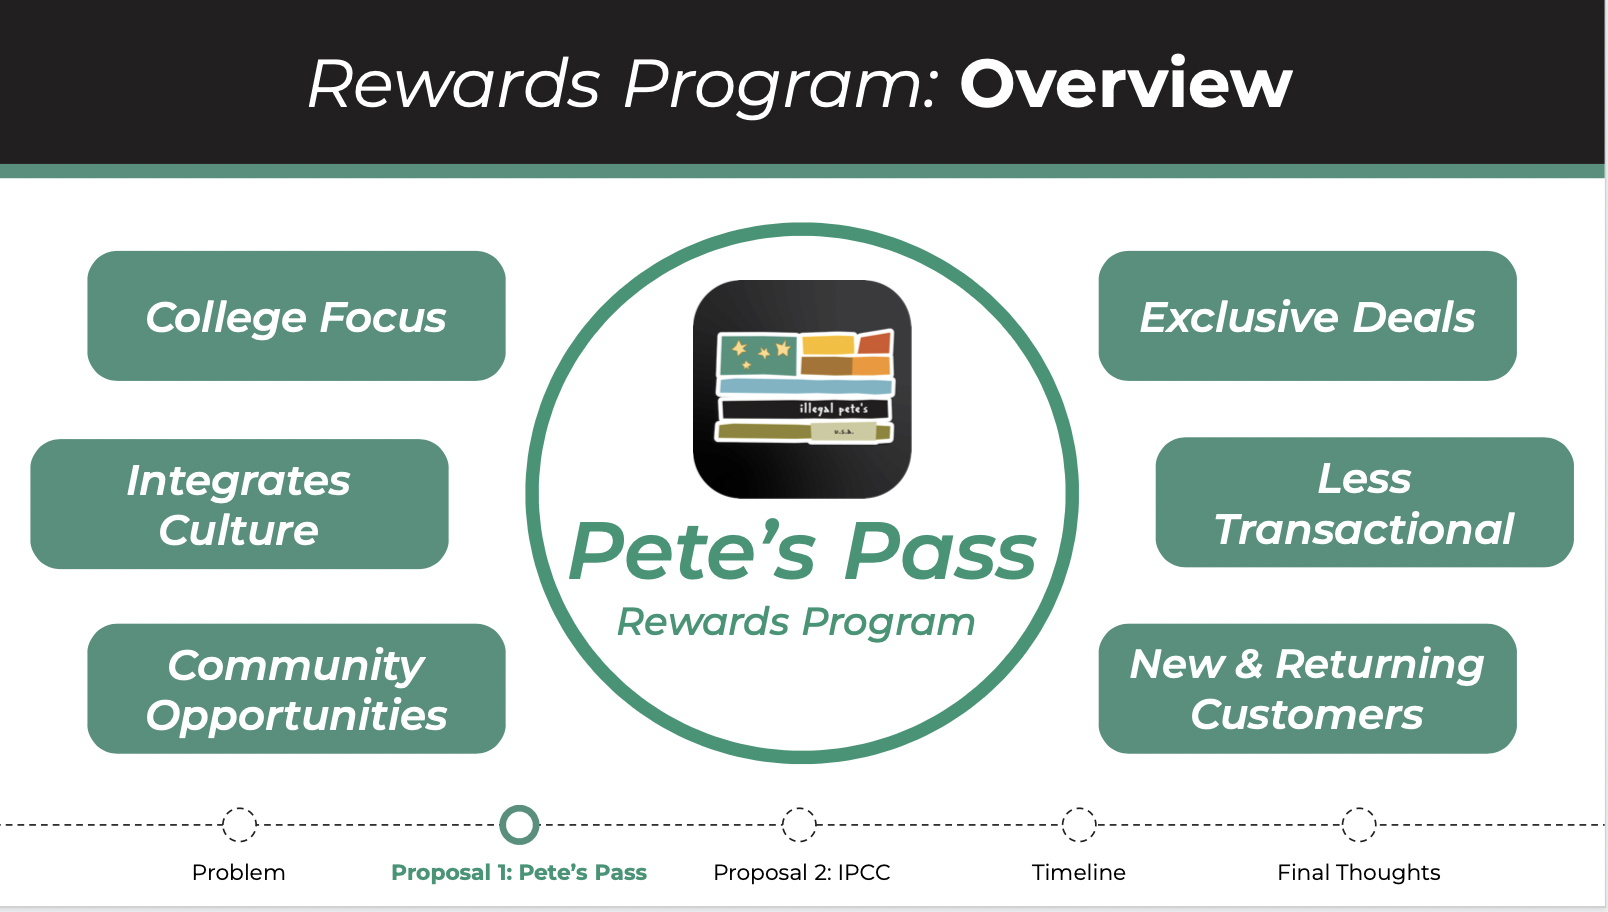 Rewards Program: Overview
College Focus
Integrates
Culture
Community
Opportunities
illegal pete's
u.s.a.
Pete’s Pass
Rewards Program
Exclusive Deals
Less
Transactional
New & Returning
Customers
Problem
Proposal 1: Pete’s Pass
Proposal 2: IPCC
Timeline
Final Thoughts